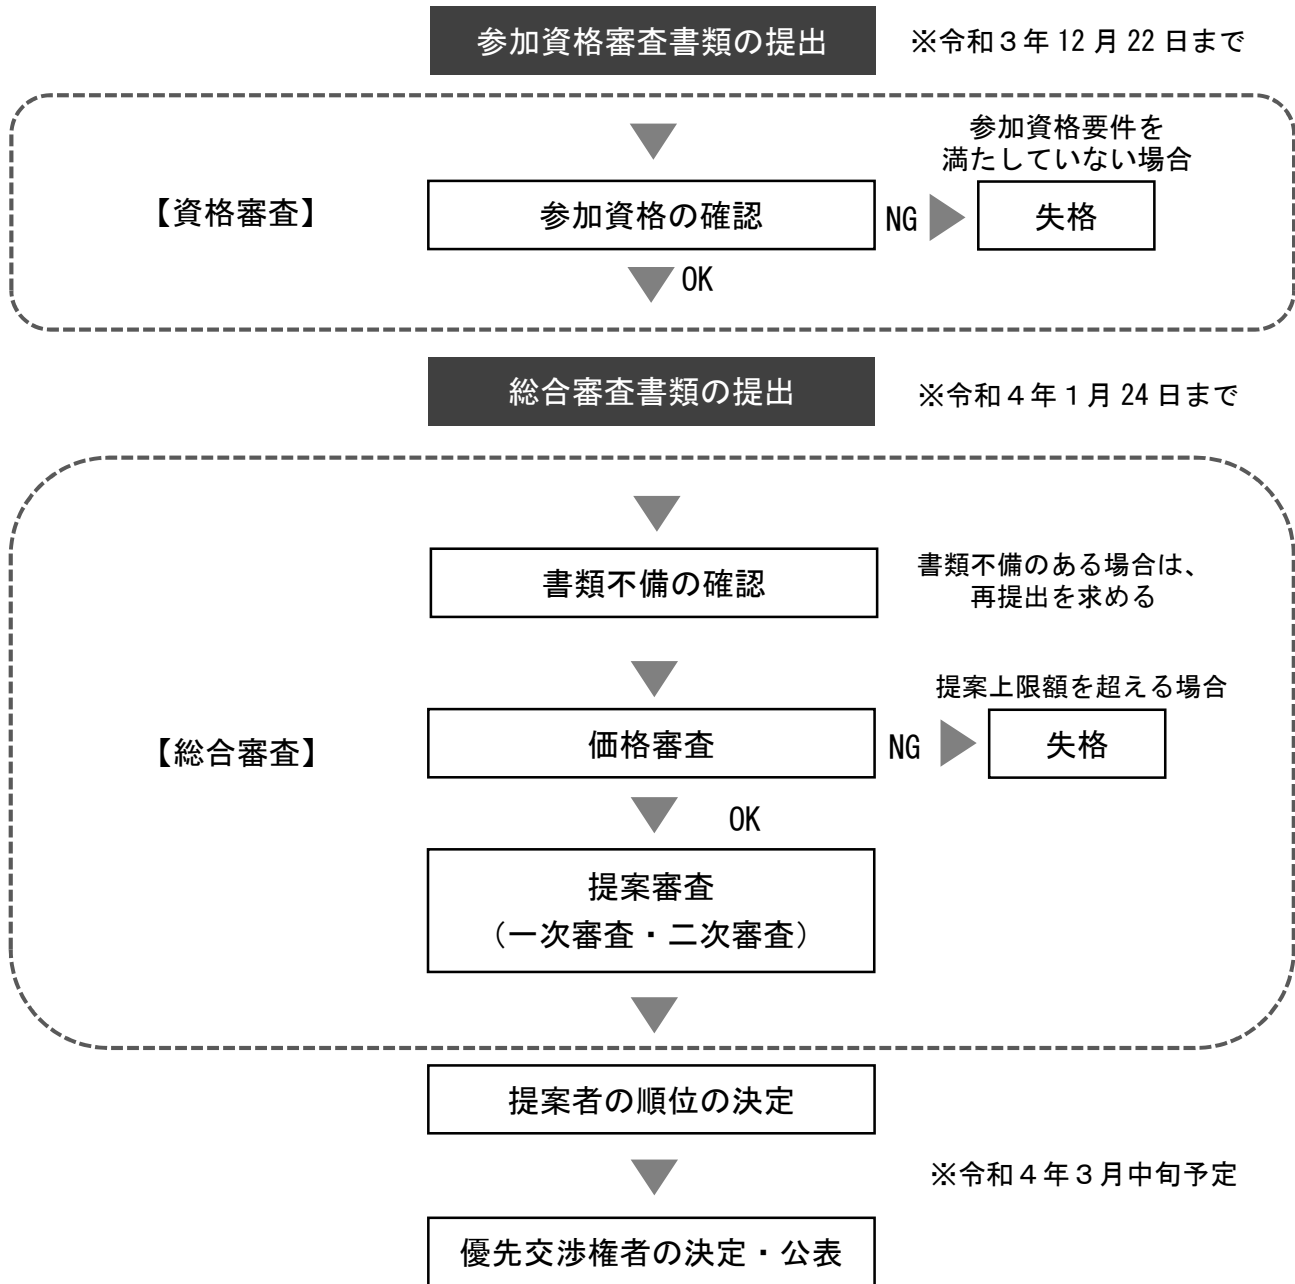 参加資格審査書類の提出
※令和３年 12 月 22 日まで
参加資格要件を
満たしていない場合
【資格審査】
参加資格の確認
NG
失格
OK
総合審査書類の提出
※令和４年１月 24 日まで
書類不備の確認
書類不備のある場合は、
再提出を求める
提案上限額を超える場合
【総合審査】
価格審査
NG
失格
OK
提案審査
（一次審査・二次審査）
提案者の順位の決定
※令和４年３月中旬予定
優先交渉権者の決定・公表